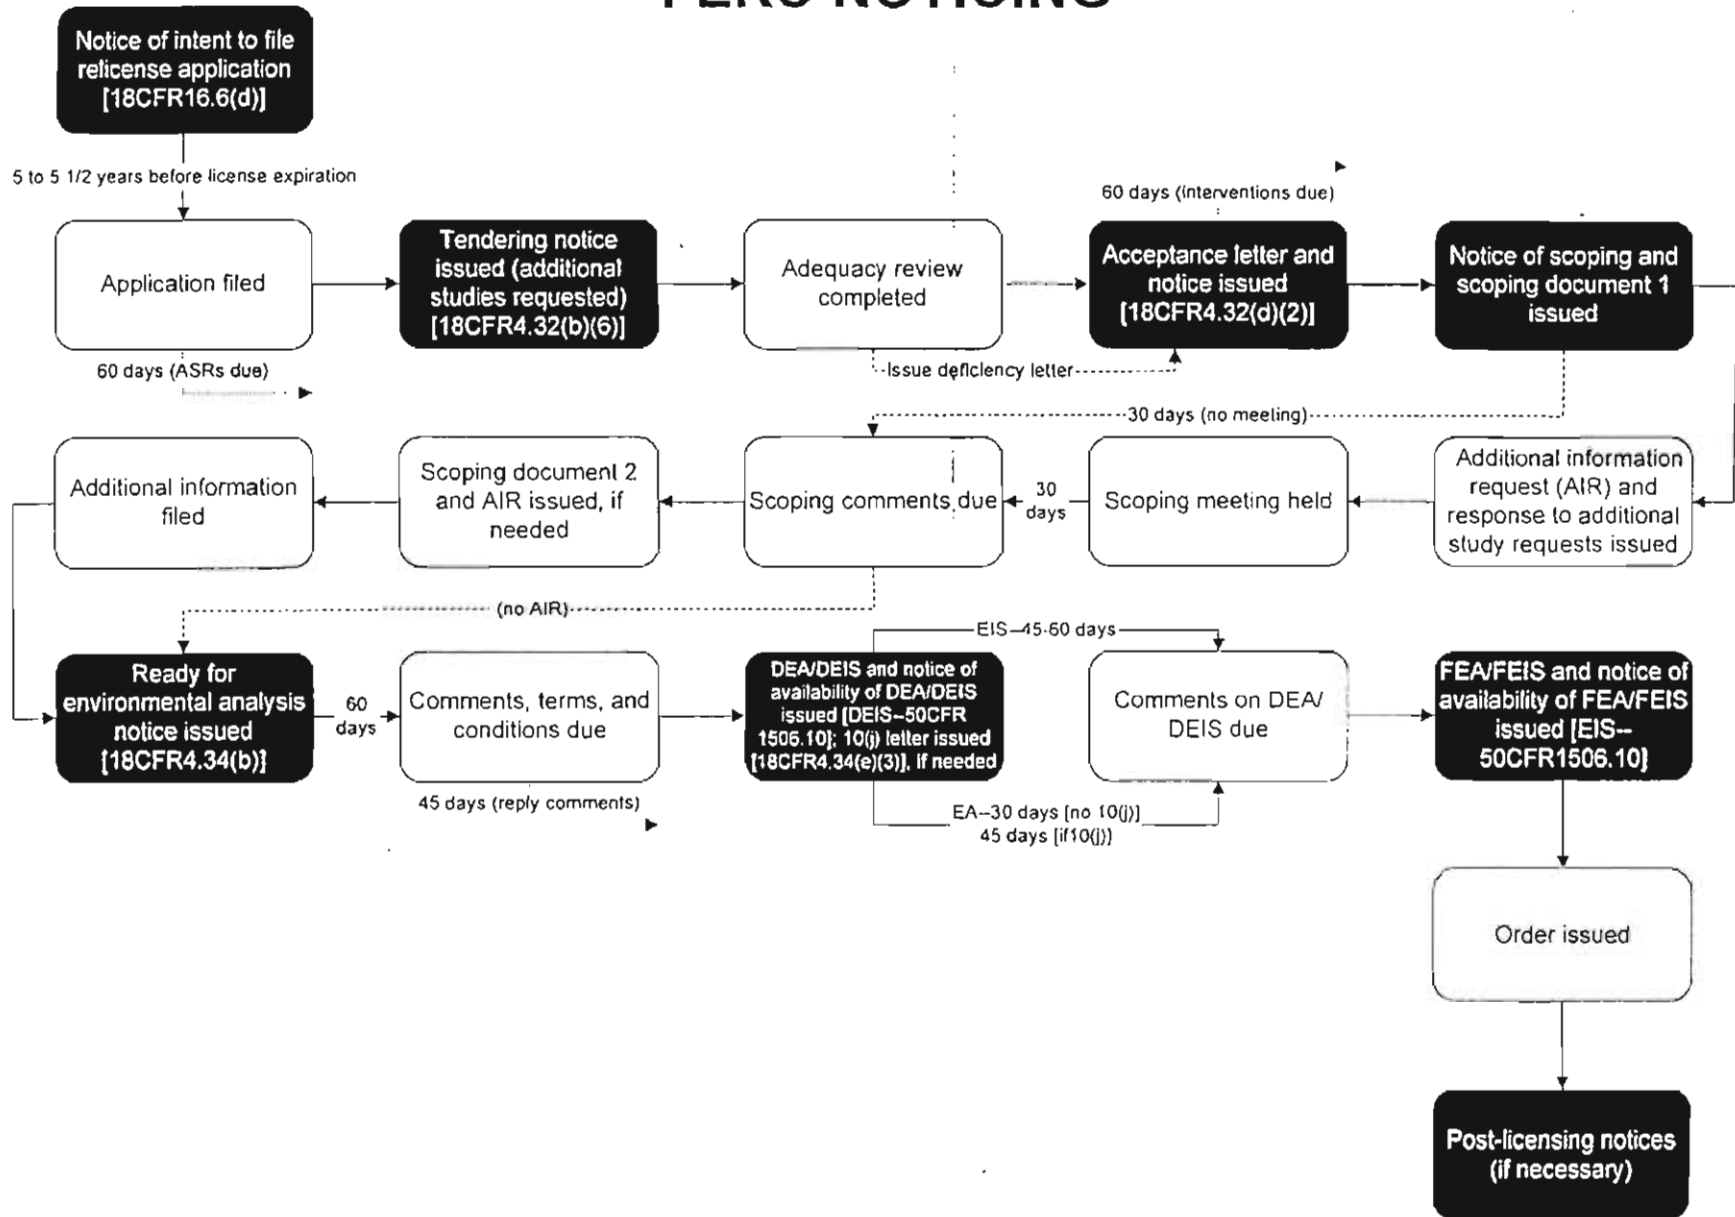 FERC NOTICING
Notice of intent to file
relicense application
[18CFR16.6(d)]
5 to 5 1/2 years before license expiration
60 days (interventions due)
Application filed
Tendering notice
issued (additional
studies requested)
[18CFR4.32(b)(6)]
Adequacy review
completed
Acceptance letter and
notice issued
[18CFR4.32(d)(2)]
Notice of scoping and
scoping document 1
issued
60 days (ASRs due)
Issue deficiency letter
30 days (no meeting)
Additional information
filed
Scoping document 2
and AIR issued, if
needed
Scoping comments due
30
days
Scoping meeting held
Additional information
request (AIR) and
response to additional
study requests issued
(no AIR)
EIS--45-60 days
Ready for
environmental analysis
notice issued
[18CFR4.34(b)]
60
days
Comments, terms, and
conditions due
DEA/DEIS and notice of
availability of DEA/DEIS
issued [DEIS--50CFR
1506.10]; 10(j) letter issued
[18CFR4.34(e)(3)], if needed
Comments on DEA/
DEIS due
FEA/FEIS and notice of
availability of FEA/FEIS
issued [EIS--
50CFR1506.10]
45 days (reply comments)
EA--30 days [no 10(j)]
45 days [if10(j)]
Order issued
Post-licensing notices
(if necessary)